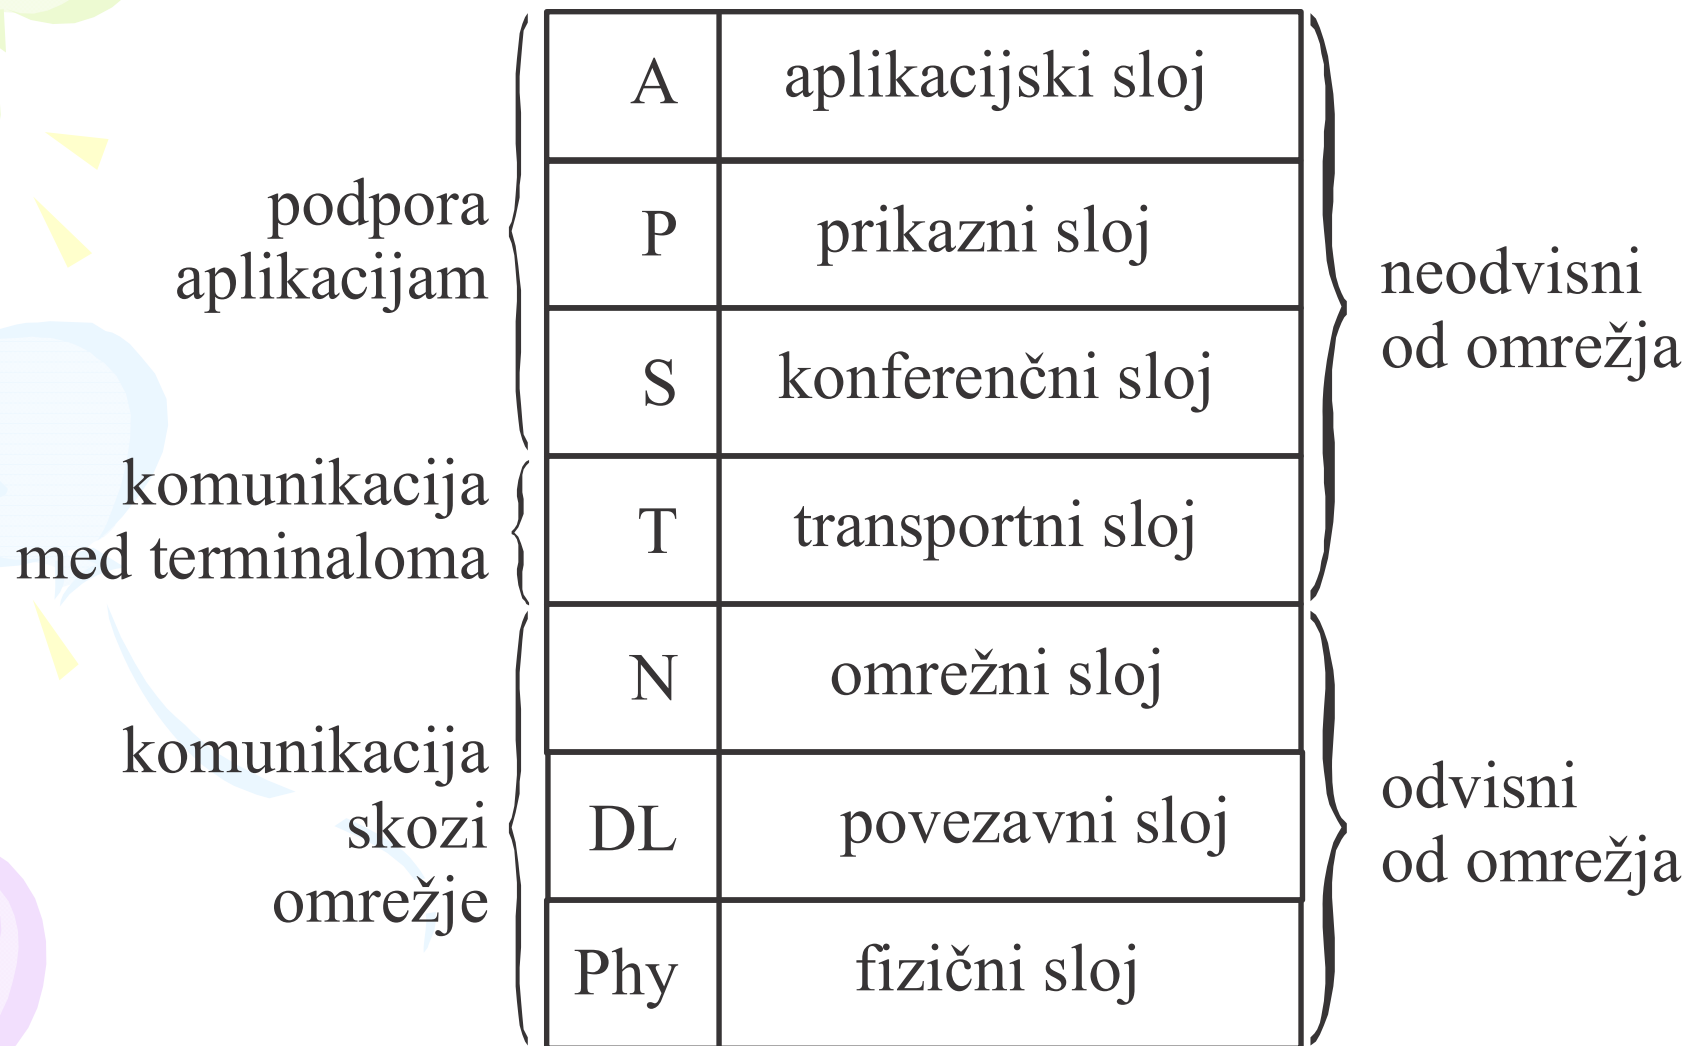 podpora
aplikacijam
komunikacija
med terminaloma
komunikacija
skozi
omrežje
A aplikacijski sloj
P prikazni sloj
S konferenčni sloj
T transportni sloj
N omrežni sloj
DL povezavni sloj
Phy fizični sloj
neodvisni
od omrežja
odvisni
od omrežja